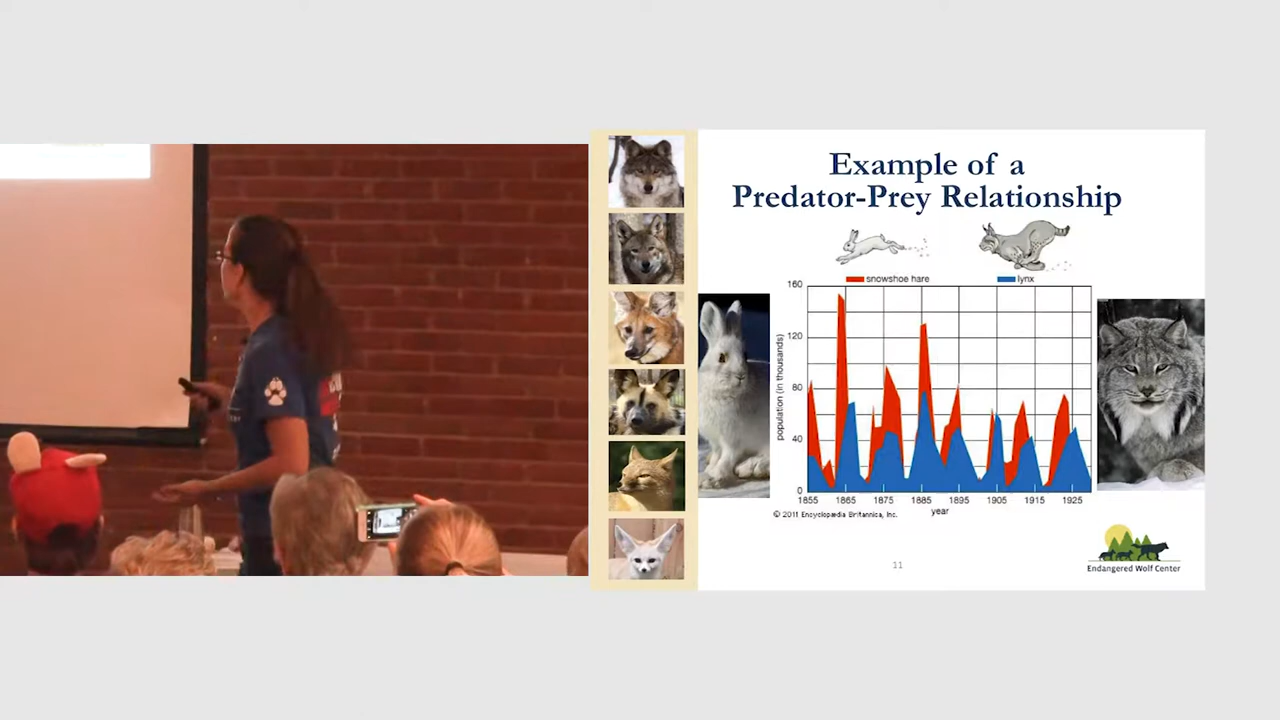 Example of a
Predator-Prey Relationship
snowshoe hare
lynx
160
120
80
40
0
population (in thousands)
1855 1865 1875 1885 1895 1905 1915 1925
year
© 2011 Encyclopædia Britannica, Inc.
11
Endangered Wolf Center